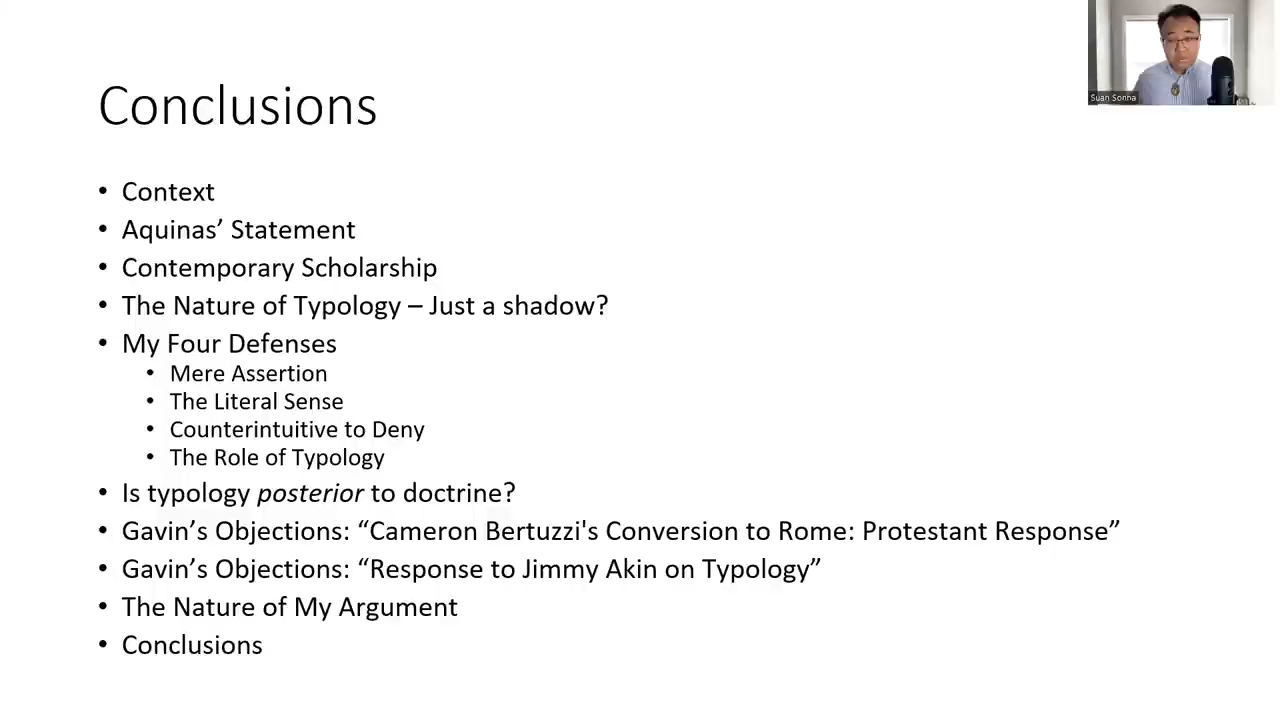 Suan Sonna
Conclusions
• Context
• Aquinas’ Statement
• Contemporary Scholarship
• The Nature of Typology – Just a shadow?
• My Four Defenses
• Mere Assertion
• The Literal Sense
• Counterintuitive to Deny
• The Role of Typology
• Is typology posterior to doctrine?
• Gavin’s Objections: “Cameron Bertuzzi's Conversion to Rome: Protestant Response”
• Gavin’s Objections: “Response to Jimmy Akin on Typology”
• The Nature of My Argument
• Conclusions